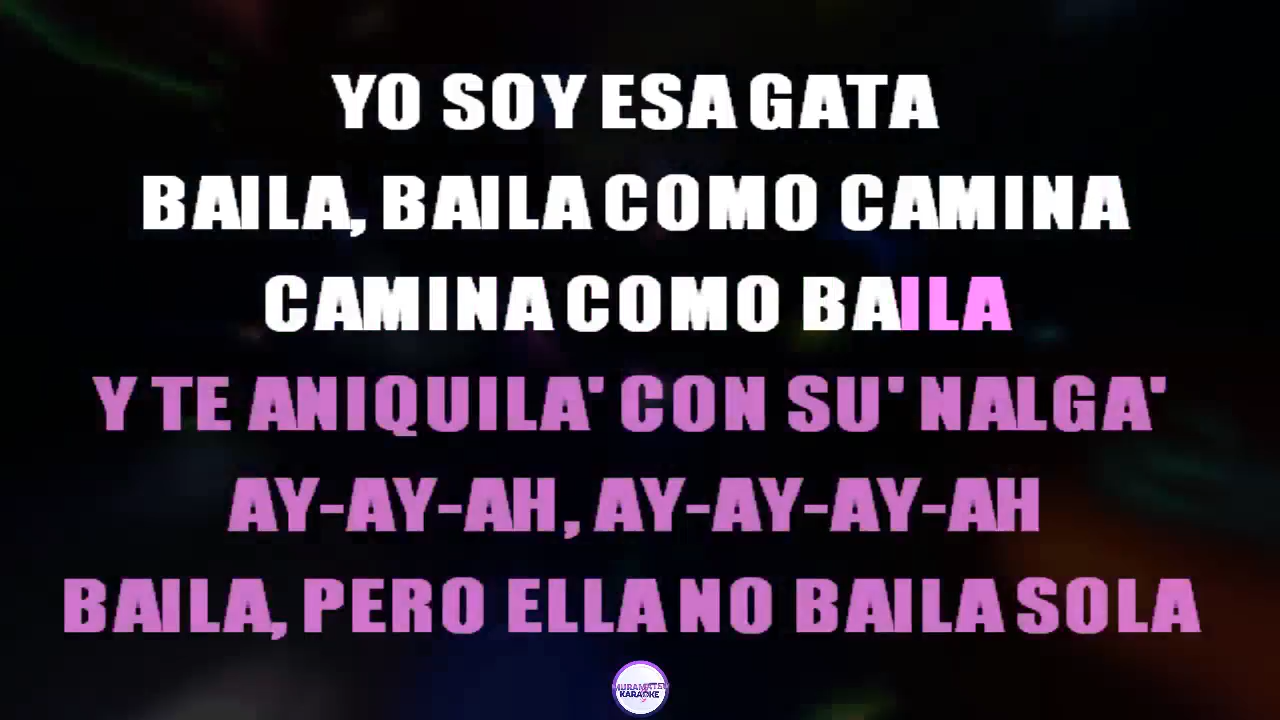 YO SOY ESA GATA
BAILA, BAILA COMO CAMINA
CAMINA COMO BAILA
Y TE ANIQUILA' CON SU' NALGA'
AY-AY-AH, AY-AY-AY-AH
BAILA, PERO ELLA NO BAILA SOLA
KARAOKE